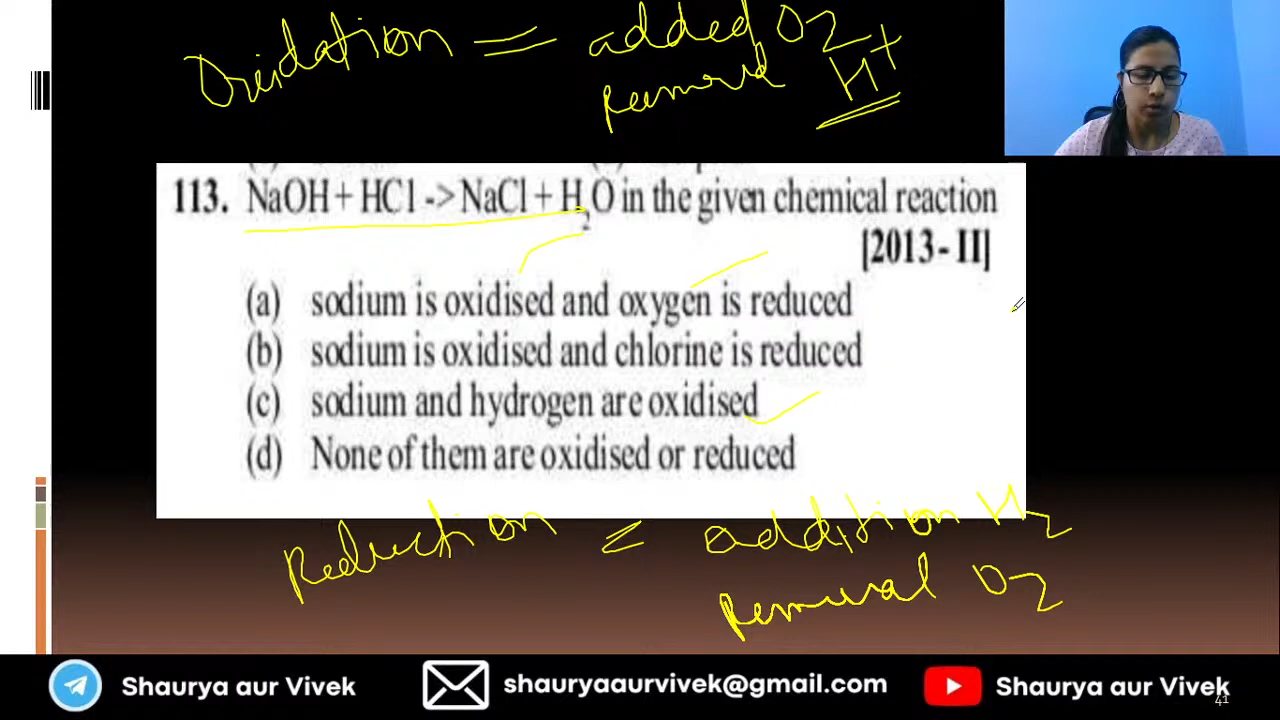 Oxidation = added O2
removal H+
113. NaOH + HCl -> NaCl + H2O in the given chemical reaction
[2013- II]
(a) sodium is oxidised and oxygen is reduced
(b) sodium is oxidised and chlorine is reduced
(c) sodium and hydrogen are oxidised
(d) None of them are oxidised or reduced
Reduction = addition H2
removal O2
Shaurya aur Vivek
shauryaaurvivek@gmail.com
Shaurya aur Vivek
41